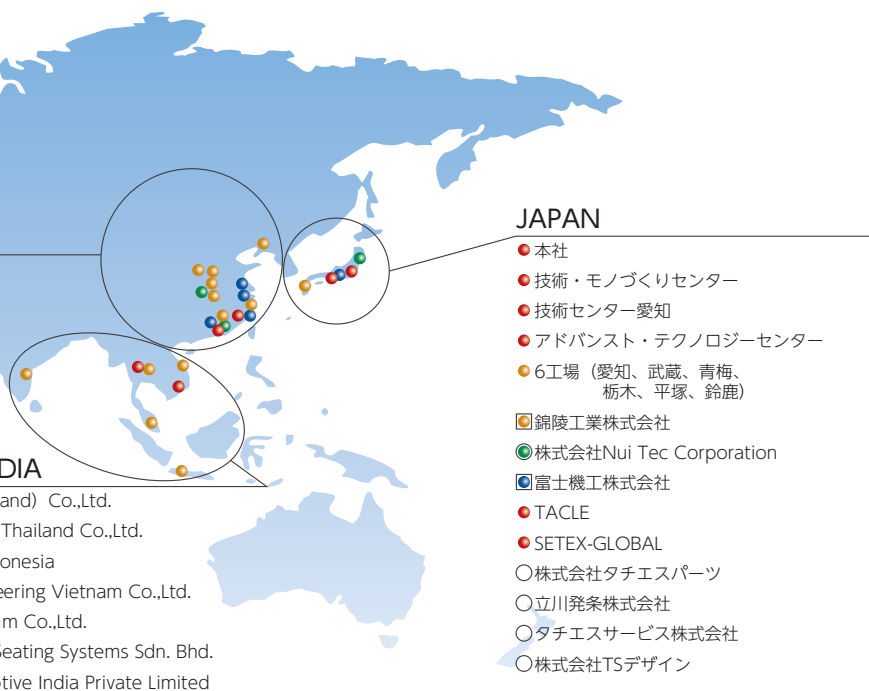 JAPAN
本社
技術・モノづくりセンター
技術センター愛知
アドバンスト・テクノロジーセンター
6工場（愛知、武蔵、青梅、
栃木、平塚、鈴鹿）
錦陵工業株式会社
株式会社Nui Tec Corporation
富士機工株式会社
TACLE
SETEX-GLOBAL
株式会社タチエスパーツ
立川発条株式会社
タチエスサービス株式会社
株式会社TSデザイン
DIA
and）Co.,Ltd.
Thailand Co.,Ltd.
onesia
eering Vietnam Co.,Ltd.
m Co.,Ltd.
Seating Systems Sdn. Bhd.
otive India Private Limited